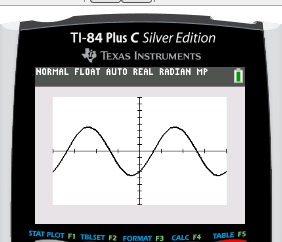 TI-84 Plus C Silver Edition
TEXAS INSTRUMENTS
NORMAL FLOAT AUTO REAL RADIAN MP
STAT PLOT F1 TBLSET F2 FORMAT F3 CALC F4 TABLE F5